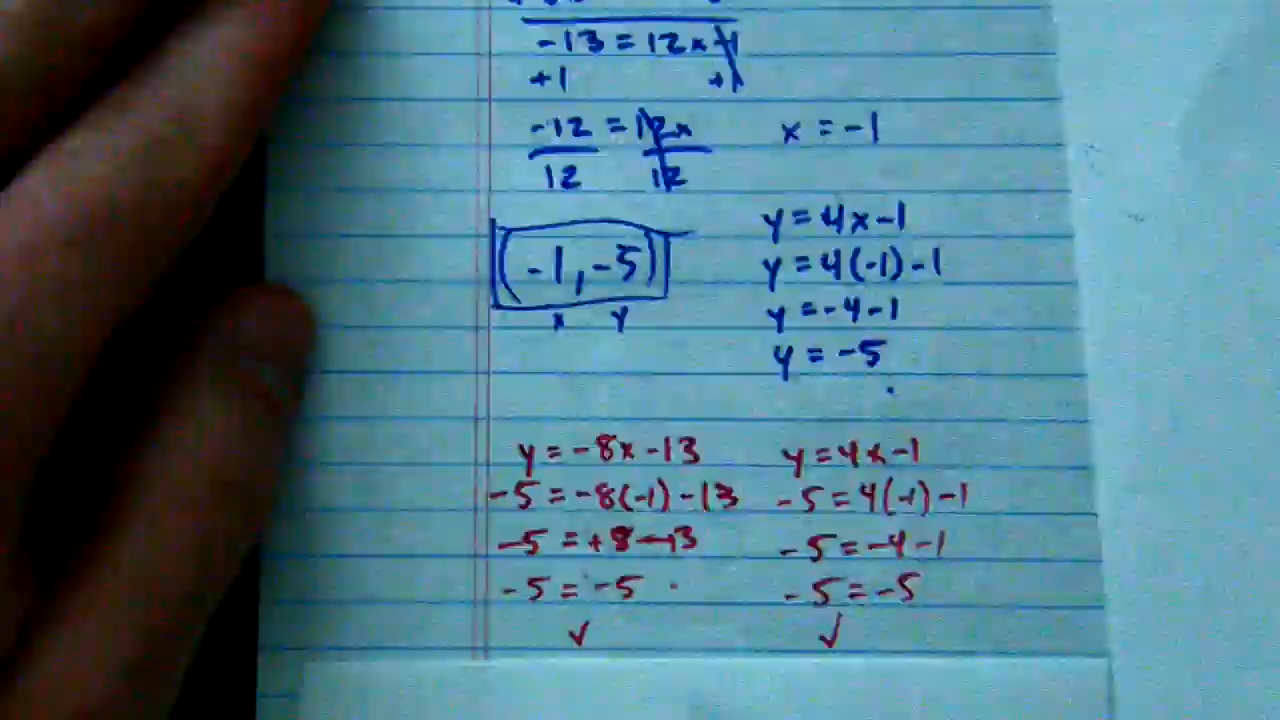 -13 = 12x -1
+1 +1
-12 = 12x x = -1
12 12
y = 4x -1
(-1, -5) y = 4(-1) -1
x y y = -4 -1
y = -5
y = -8x -13 y = 4x -1
-5 = -8(-1) -13 -5 = 4(-1) -1
-5 = +8 -13 -5 = -4 -1
-5 = -5 -5 = -5
✓ ✓